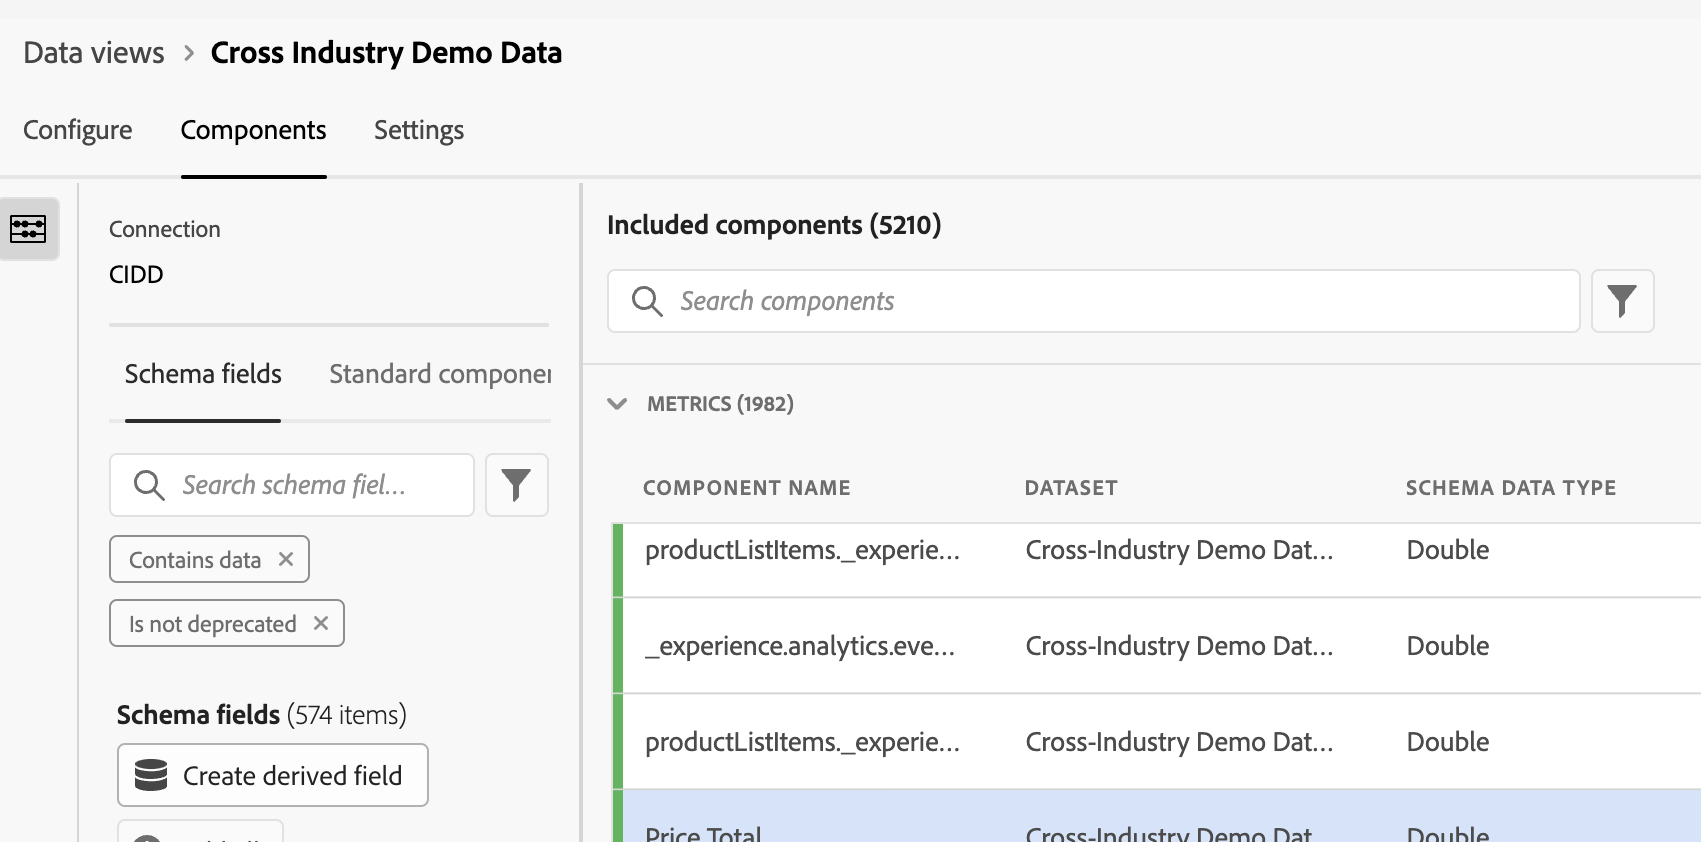 Data views > Cross Industry Demo Data
Configure Components Settings
Connection
CIDD
Schema fields Standard componen
Search schema fiel...
Contains data ×
Is not deprecated ×
Schema fields (574 items)
Create derived field
Included components (5210)
Search components
METRICS (1982)
COMPONENT NAME DATASET SCHEMA DATA TYPE
productListItems._experie... Cross-Industry Demo Dat... Double
_experience.analytics.eve... Cross-Industry Demo Dat... Double
productListItems._experie... Cross-Industry Demo Dat... Double
Price Total Cross-Industry Demo Dat... Double